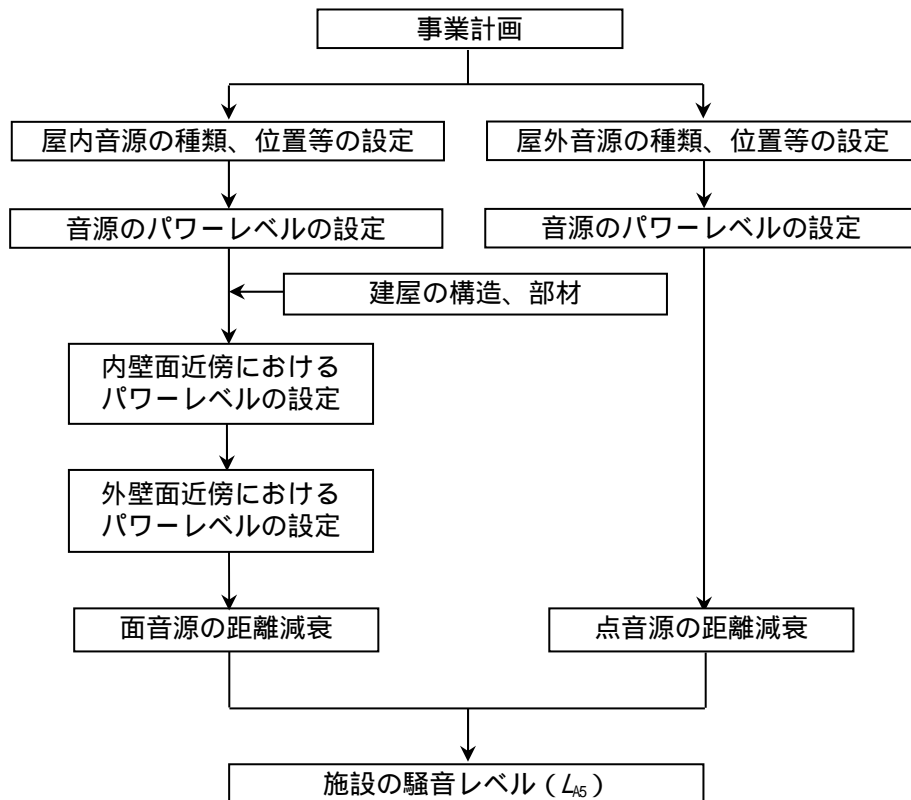 事業計画
屋内音源の種類、位置等の設定
屋外音源の種類、位置等の設定
音源のパワーレベルの設定
音源のパワーレベルの設定
建屋の構造、部材
内壁面近傍における
パワーレベルの設定
外壁面近傍における
パワーレベルの設定
面音源の距離減衰
点音源の距離減衰
施設の騒音レベル（LA5）